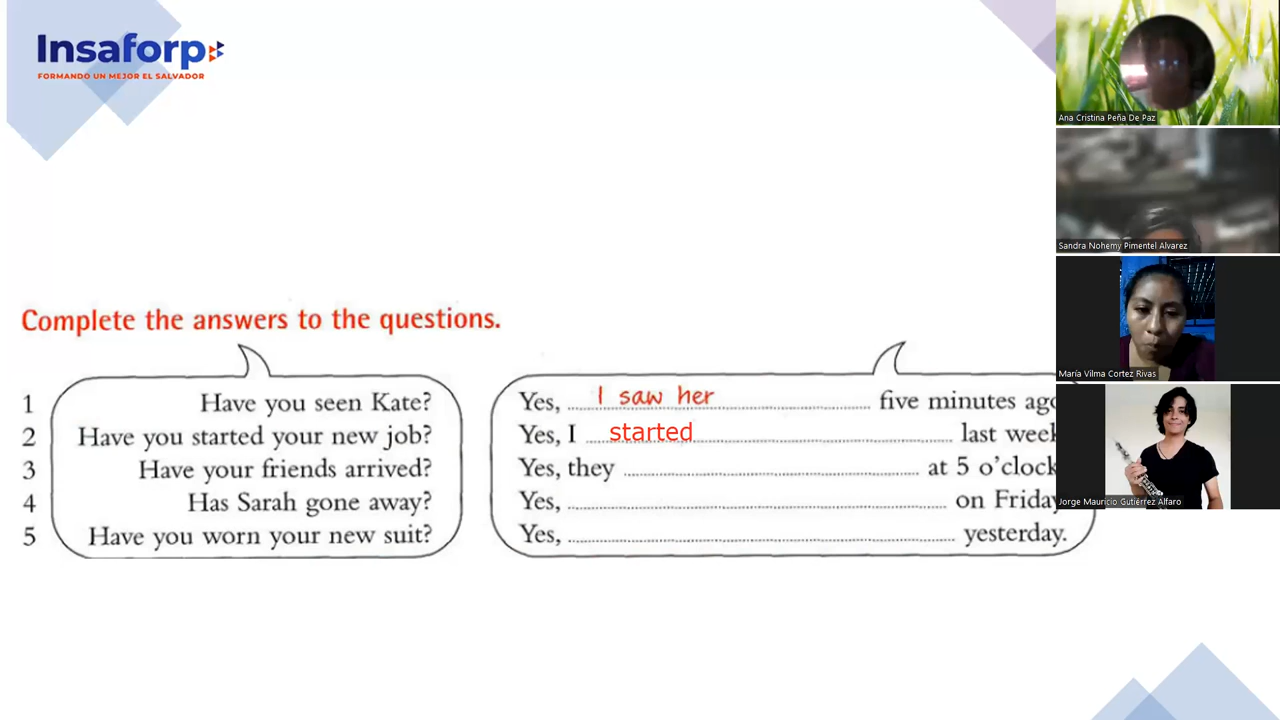 Insaforp
FORMANDO UN MEJOR EL SALVADOR
Complete the answers to the questions.
1 Have you seen Kate? Yes, I saw her five minutes ago
2 Have you started your new job? Yes, I started last week
3 Have your friends arrived? Yes, they at 5 o'clock
4 Has Sarah gone away? Yes, on Friday
5 Have you worn your new suit? Yes, yesterday.
Ana Cristina Peña De Paz
Sandra Nohemy Pimentel Alvarez
María Vilma Cortez Rivas
Jorge Mauricio Gutiérrez Alfaro